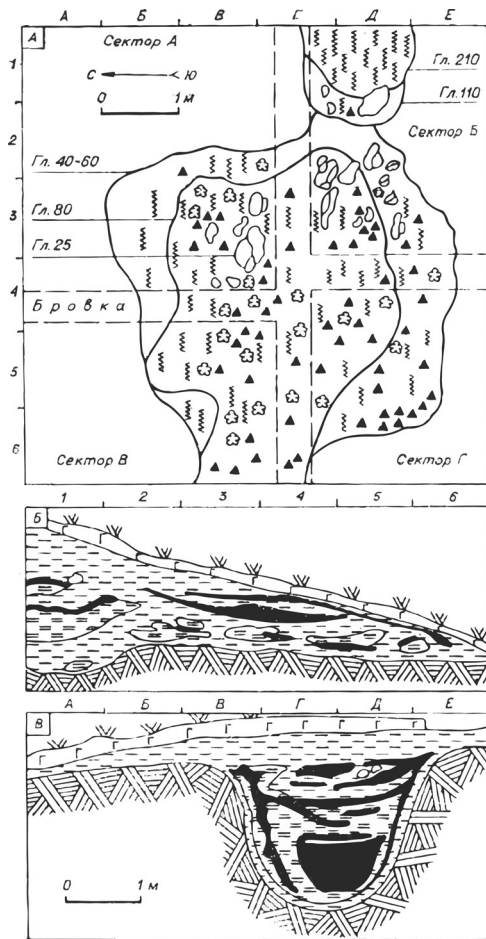 А Б В Г Д Е
А
Сектор А
1
С Ю
Гл. 210
0 1 м
Гл. 110
Сектор Б
2
Гл. 40-60
3
Гл. 80
Гл. 25
4
Бровка
5
6
Сектор В
Сектор Г
1 2 3 4 5 6
Б
А Б В Г Д Е
В
0 1 м